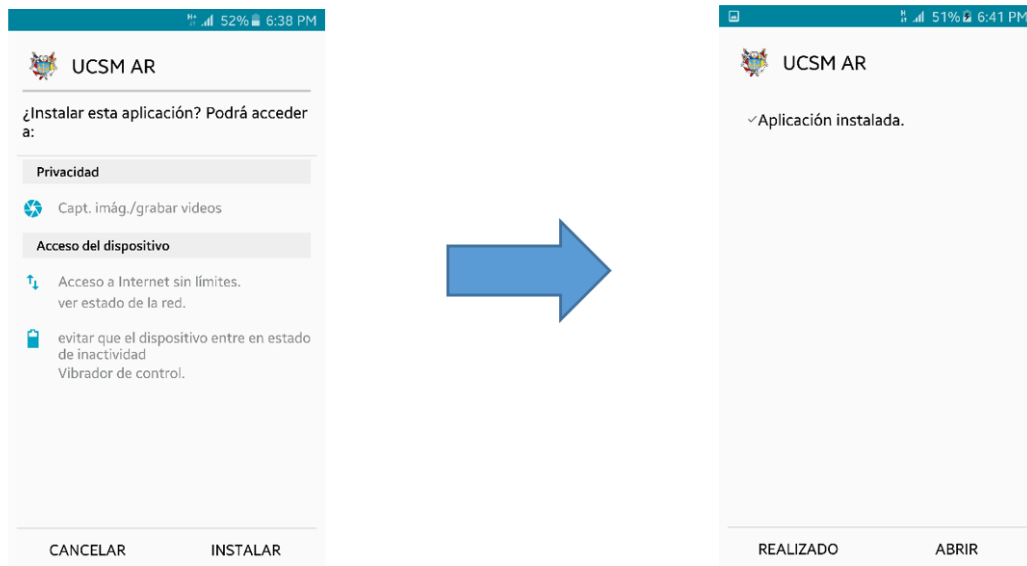 52% 6:38 PM
UCSM AR
¿Instalar esta aplicación? Podrá acceder
a:
Privacidad
Capt. imág./grabar videos
Acceso del dispositivo
Acceso a Internet sin límites.
ver estado de la red.
evitar que el dispositivo entre en estado
de inactividad
Vibrador de control.
CANCELAR INSTALAR
51% 6:41 PM
UCSM AR
Aplicación instalada.
REALIZADO ABRIR